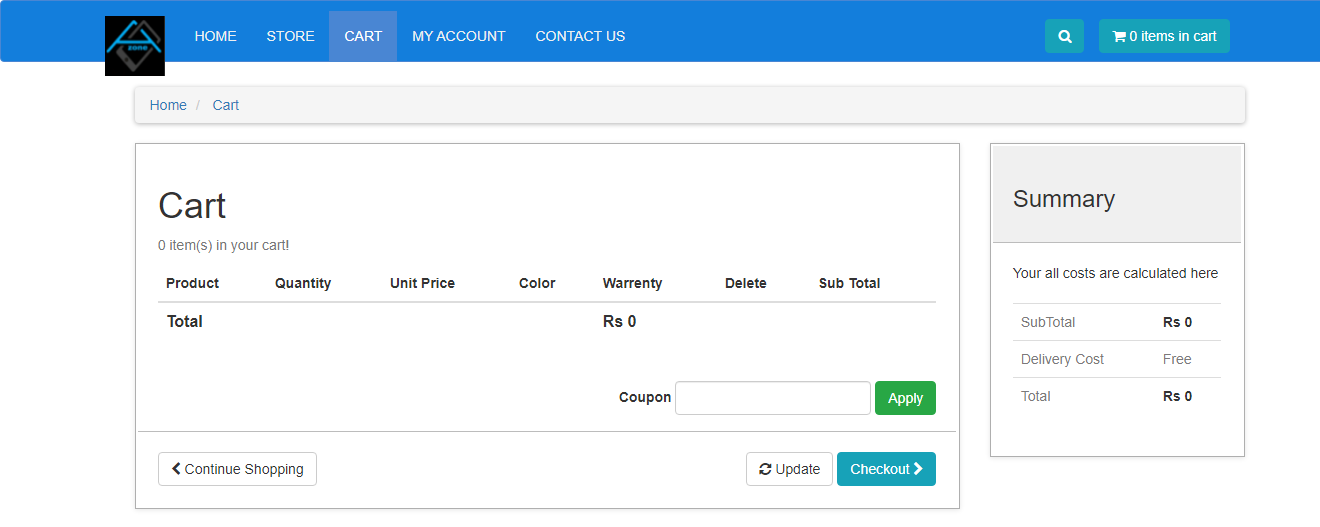 zone
HOME STORE CART MY ACCOUNT CONTACT US 0 items in cart
Home / Cart
Cart
0 item(s) in your cart!
Product Quantity Unit Price Color Warrenty Delete Sub Total
Total Rs 0
Coupon Apply
Continue Shopping Update Checkout
Summary
Your all costs are calculated here
SubTotal Rs 0
Delivery Cost Free
Total Rs 0